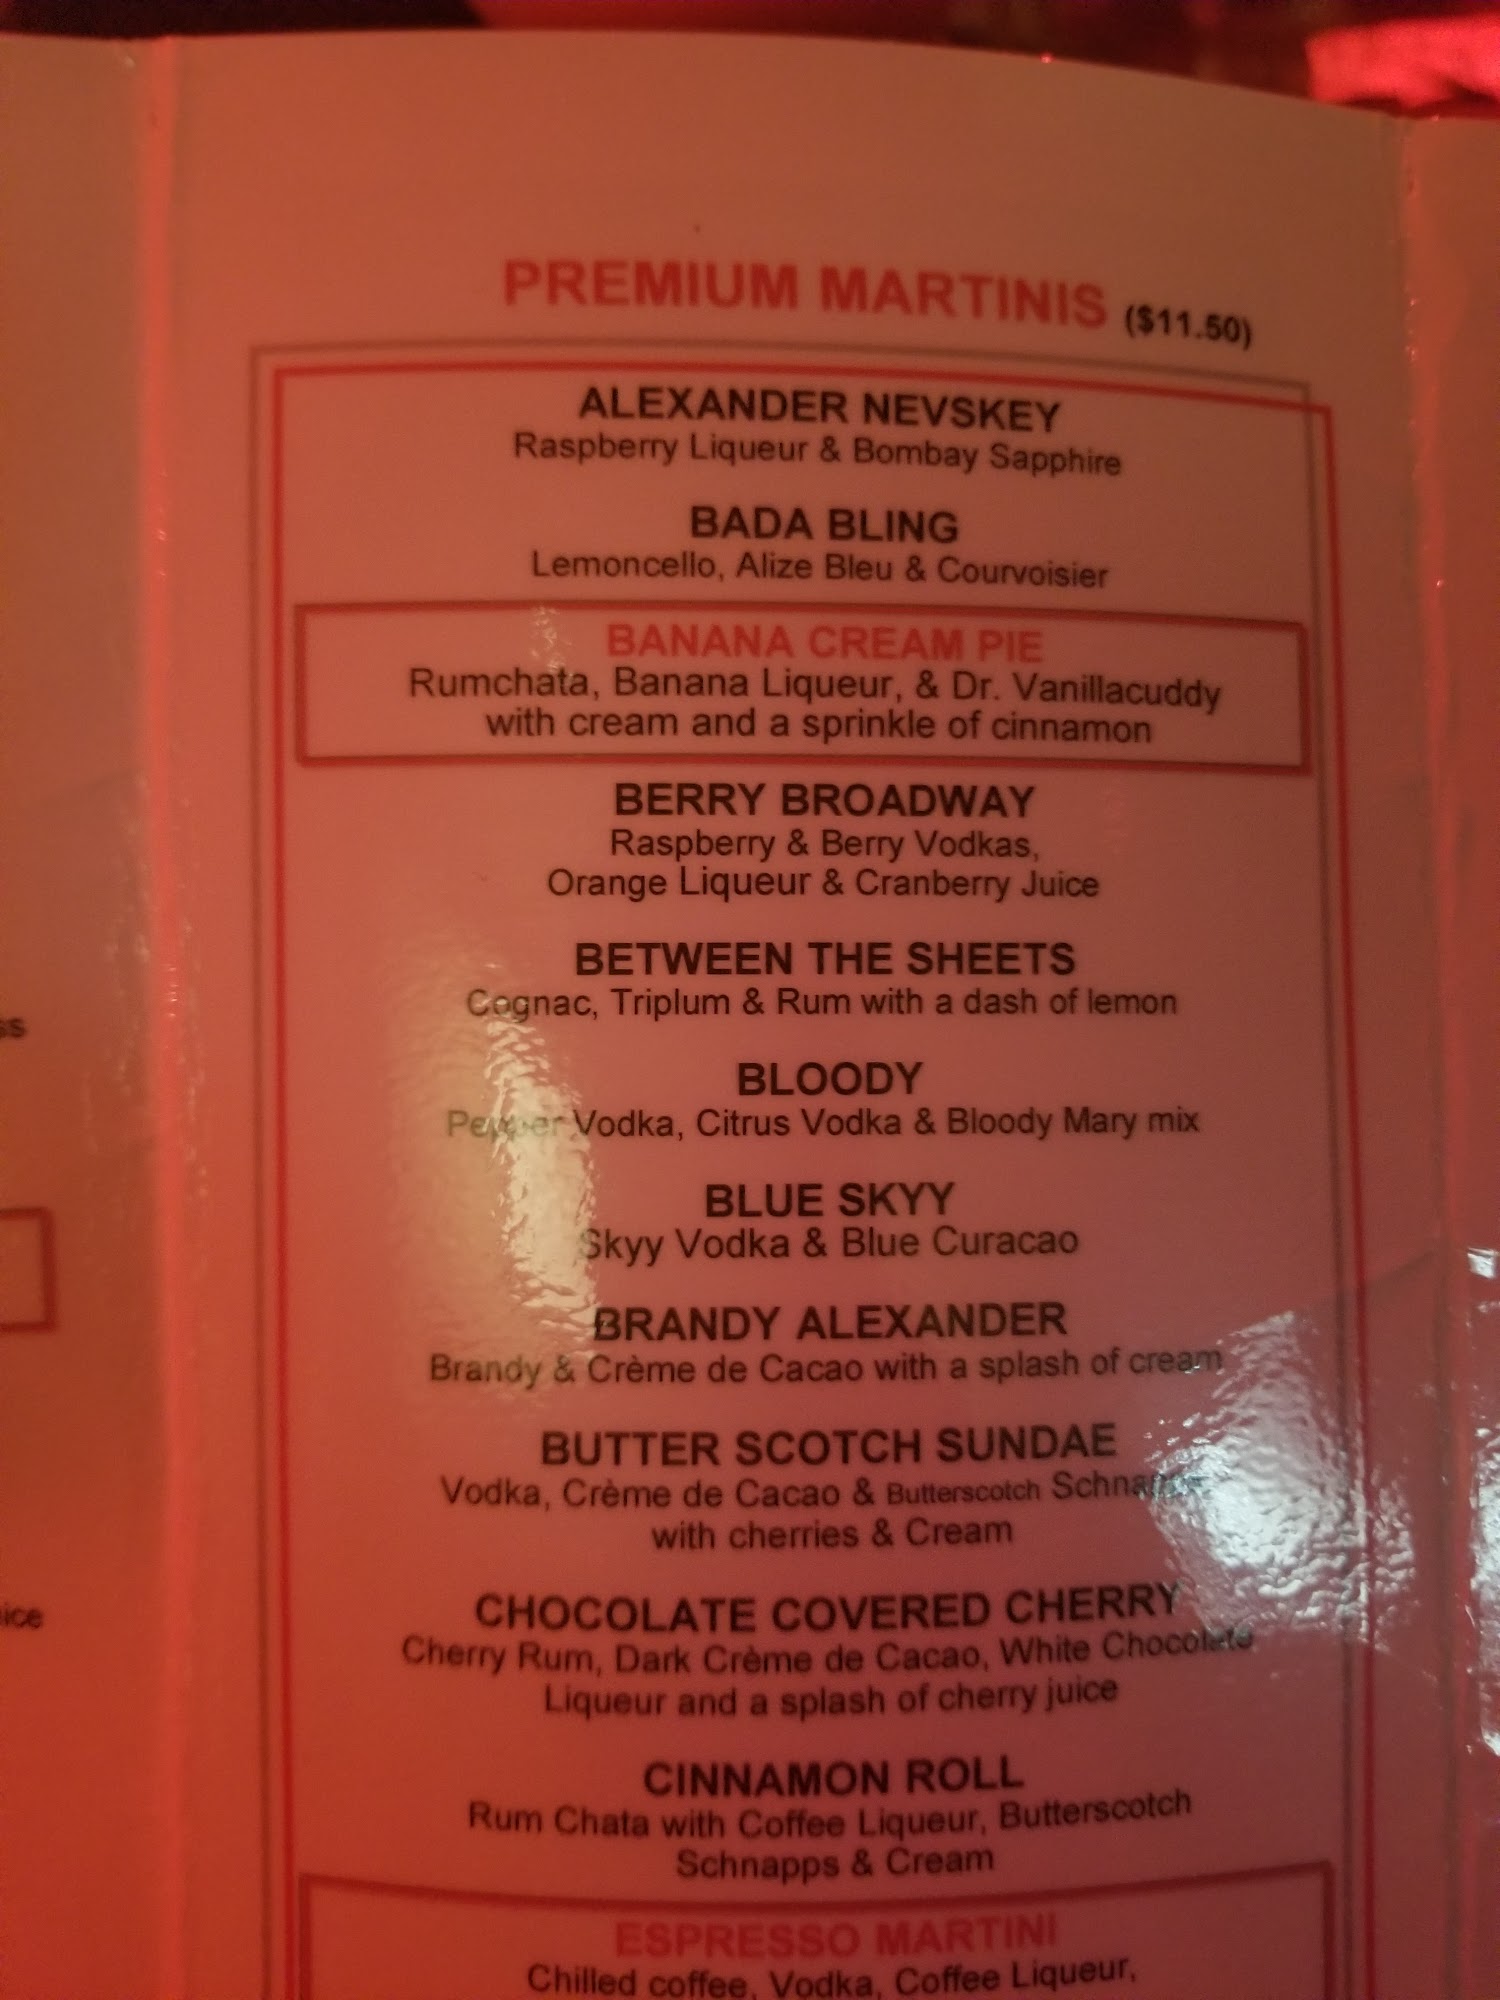 PREMIUM MARTINIS ($11.50)
ALEXANDER NEVSKEY
Raspberry Liqueur & Bombay Sapphire
BADA BLING
Lemoncello, Alize Bleu & Courvoisier
BANANA CREAM PIE
Rumchata, Banana Liqueur, & Dr. Vanillacuddy
with cream and a sprinkle of cinnamon
BERRY BROADWAY
Raspberry & Berry Vodkas,
Orange Liqueur & Cranberry Juice
BETWEEN THE SHEETS
Cognac, Triplum & Rum with a dash of lemon
BLOODY
Pepper Vodka, Citrus Vodka & Bloody Mary mix
BLUE SKYY
Skyy Vodka & Blue Curacao
BRANDY ALEXANDER
Brandy & Crème de Cacao with a splash of cream
BUTTER SCOTCH SUNDAE
Vodka, Crème de Cacao & Butterscotch
with cherries & Cream
CHOCOLATE COVERED CHERRY
Cherry Rum, Dark Crème de Cacao, White Chocolate
Liqueur and a splash of cherry juice
CINNAMON ROLL
Rum Chata with Coffee Liqueur, Butterscotch
Schnapps & Cream
ESPRESSO MARTINI
Chilled coffee, Vodka, Coffee Liqueur,